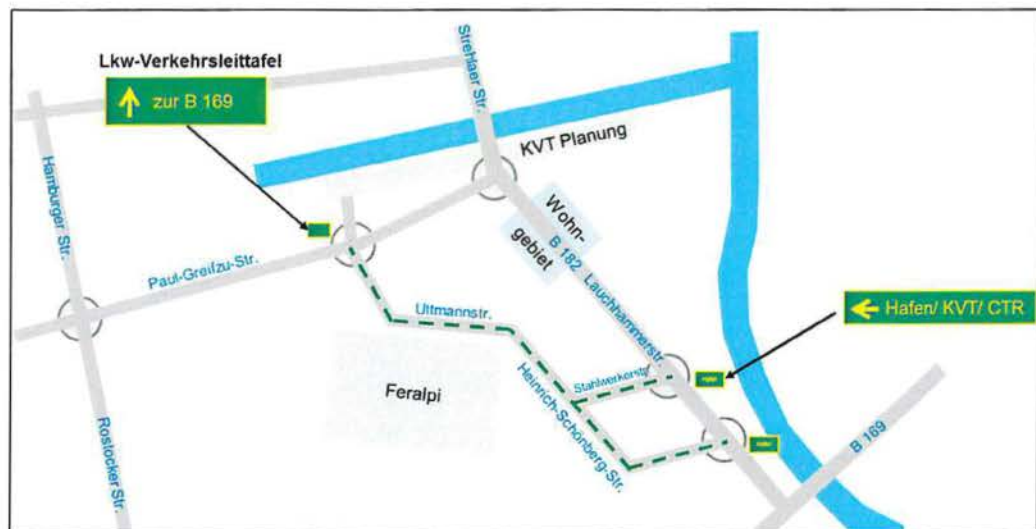 Lkw-Verkehrsleittafel
zur B 169
Strehlaer Str.
KVT Planung
Hamburger Str.
Wohn-
gebiet
B 182
Lauchhammerstr.
Paul-Greifzu-Str.
Uttmannstr.
Hafen/ KVT/ CTR
Stahlwerkerstr.
Feralpi
Heinrich-Schönberg-Str.
Rostocker Str.
B 169